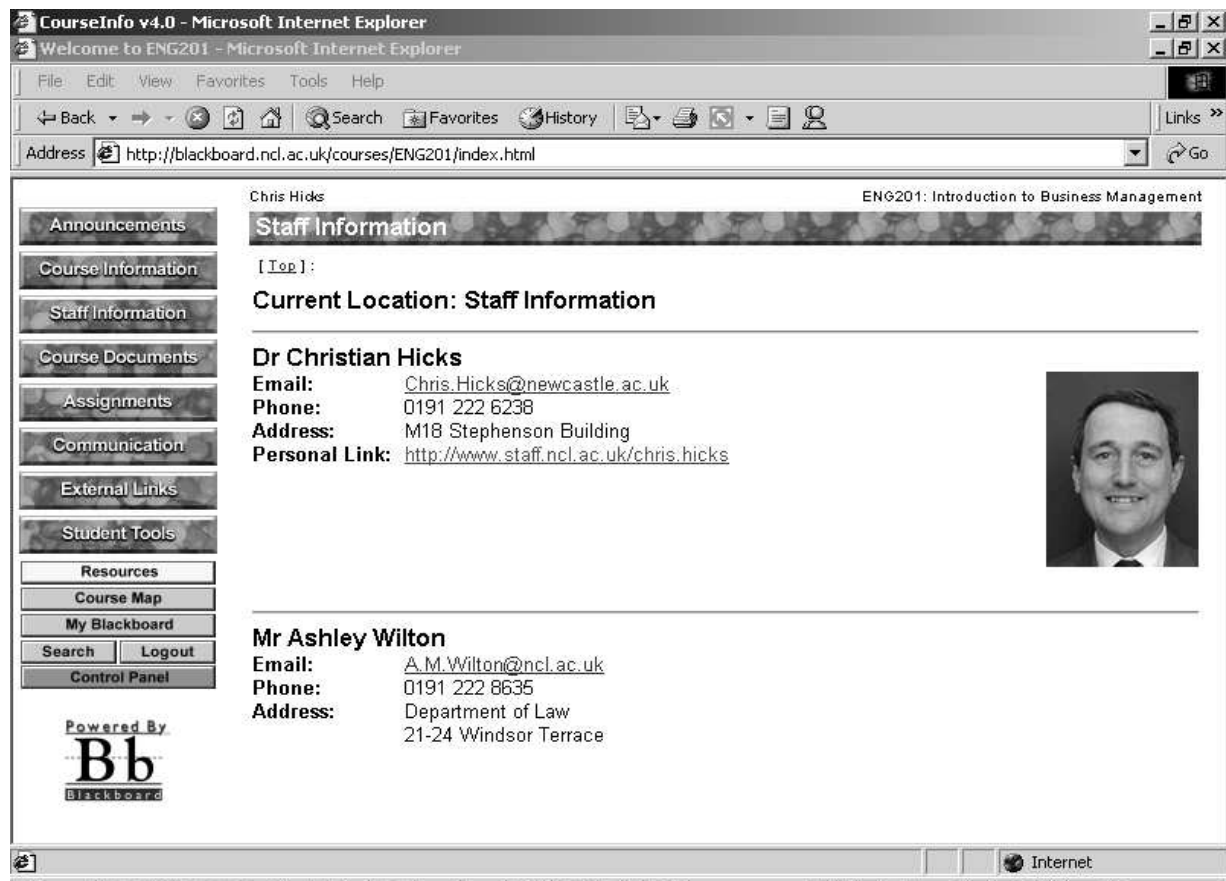 CourseInfo v4.0 - Microsoft Internet Explorer
Welcome to ENG201 - Microsoft Internet Explorer
File Edit View Favorites Tools Help
Back Search Favorites History Links »
Address http://blackboard.ncl.ac.uk/courses/ENG201/index.html Go
Chris Hicks ENG201: Introduction to Business Management
Announcements
Course Information
Staff Information
Course Documents
Assignments
Communication
External Links
Student Tools
Resources
Course Map
My Blackboard
Search Logout
Control Panel
Powered By
Bb
Blackboard
Staff Information
[Top]:
Current Location: Staff Information
Dr Christian Hicks
Email: Chris.Hicks@newcastle.ac.uk
Phone: 0191 222 6238
Address: M18 Stephenson Building
Personal Link: http://www.staff.ncl.ac.uk/chris.hicks
Mr Ashley Wilton
Email: A.M.Wilton@ncl.ac.uk
Phone: 0191 222 8635
Address: Department of Law
21-24 Windsor Terrace
Internet